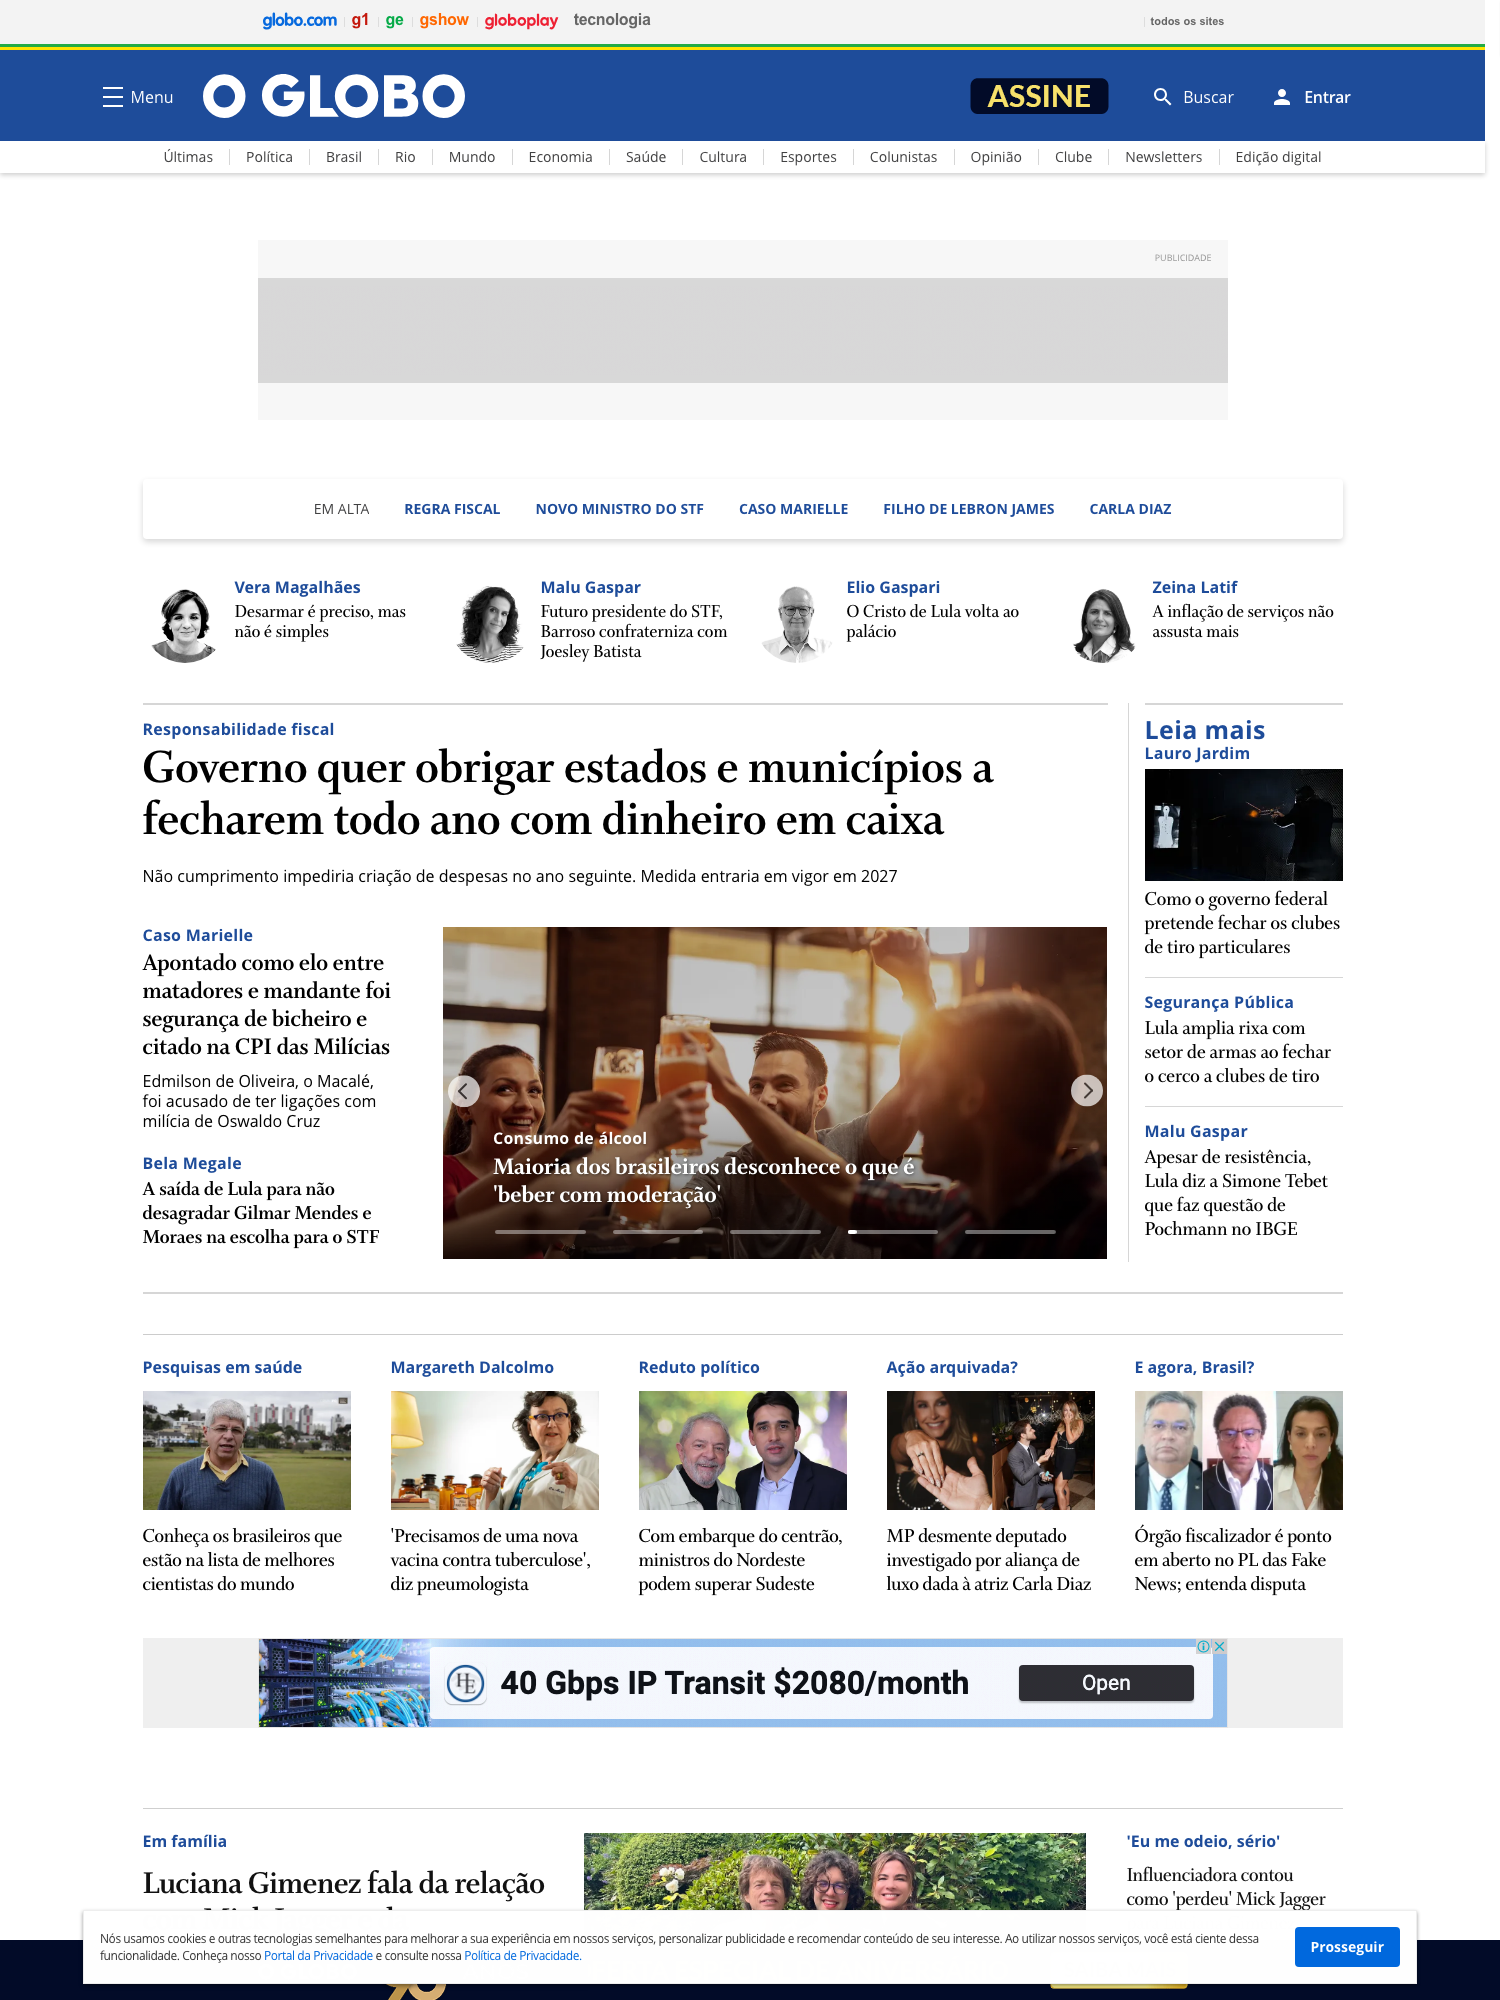 globo.com
g1
ge
gshow
globoplay
tecnologia
todos os sites
Menu
O GLOBO
ASSINE
Buscar
Entrar
Últimas
Política
Brasil
Rio
Mundo
Economia
Saúde
Cultura
Esportes
Colunistas
Opinião
Clube
Newsletters
Edição digital
PUBLICIDADE
EM ALTA
REGRA FISCAL
NOVO MINISTRO DO STF
CASO MARIELLE
FILHO DE LEBRON JAMES
CARLA DIAZ
Vera Magalhães
Desarmar é preciso, mas
não é simples
Malu Gaspar
Futuro presidente do STF,
Barroso confraterniza com
Joesley Batista
Elio Gaspari
O Cristo de Lula volta ao
palácio
Zeina Latif
A inflação de serviços não
assusta mais
Responsabilidade fiscal
Governo quer obrigar estados e municípios a
fecharem todo ano com dinheiro em caixa
Não cumprimento impediria criação de despesas no ano seguinte. Medida entraria em vigor em 2027
Caso Marielle
Apontado como elo entre
matadores e mandante foi
segurança de bicheiro e
citado na CPI das Milícias
Edmilson de Oliveira, o Macalé,
foi acusado de ter ligações com
milícia de Oswaldo Cruz
Bela Megale
A saída de Lula para não
desagradar Gilmar Mendes e
Moraes na escolha para o STF
Consumo de álcool
Maioria dos brasileiros desconhece o que é
'beber com moderação'
Leia mais
Lauro Jardim
Como o governo federal
pretende fechar os clubes
de tiro particulares
Segurança Pública
Lula amplia rixa com
setor de armas ao fechar
o cerco a clubes de tiro
Malu Gaspar
Apesar de resistência,
Lula diz a Simone Tebet
que faz questão de
Pochmann no IBGE
Pesquisas em saúde
Conheça os brasileiros que
estão na lista de melhores
cientistas do mundo
Margareth Dalcolmo
'Precisamos de uma nova
vacina contra tuberculose',
diz pneumologista
Reduto político
Com embarque do centrão,
ministros do Nordeste
podem superar Sudeste
Ação arquivada?
MP desmente deputado
investigado por aliança de
luxo dada à atriz Carla Diaz
E agora, Brasil?
Órgão fiscalizador é ponto
em aberto no PL das Fake
News; entenda disputa
HE
40 Gbps IP Transit $2080/month
Open
Em família
Luciana Gimenez fala da relação
'Eu me odeio, sério'
Influenciadora contou
como 'perdeu' Mick Jagger
Nós usamos cookies e outras tecnologias semelhantes para melhorar a sua experiência em nossos serviços, personalizar publicidade e recomendar conteúdo de seu interesse. Ao utilizar nossos serviços, você está ciente dessa
funcionalidade. Conheça nosso Portal da Privacidade e consulte nossa Política de Privacidade.
Prosseguir